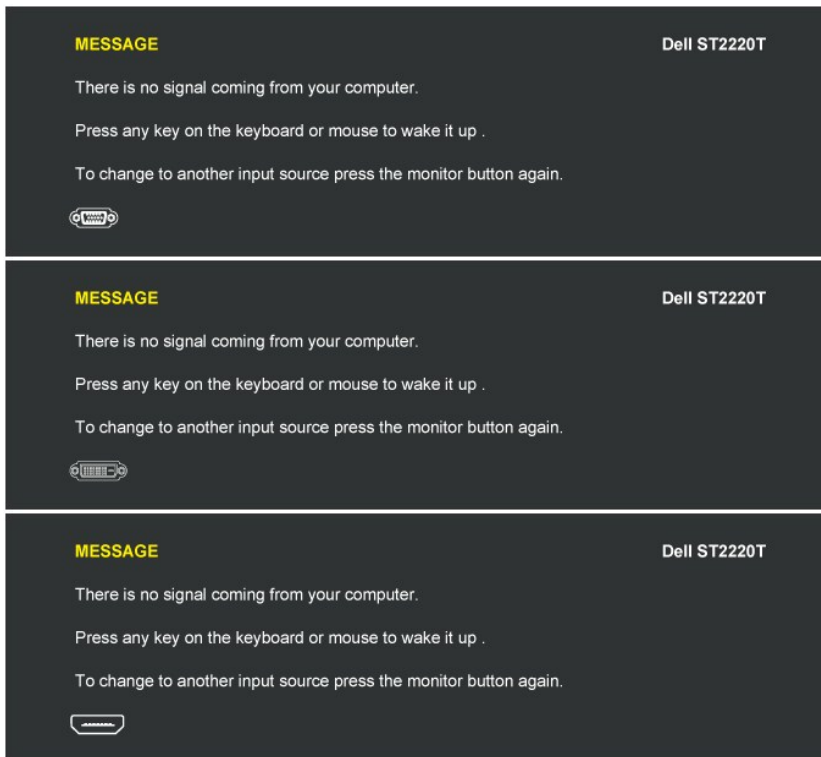 MESSAGE Dell ST2220T
There is no signal coming from your computer.
Press any key on the keyboard or mouse to wake it up .
To change to another input source press the monitor button again.
MESSAGE Dell ST2220T
There is no signal coming from your computer.
Press any key on the keyboard or mouse to wake it up .
To change to another input source press the monitor button again.
MESSAGE Dell ST2220T
There is no signal coming from your computer.
Press any key on the keyboard or mouse to wake it up .
To change to another input source press the monitor button again.